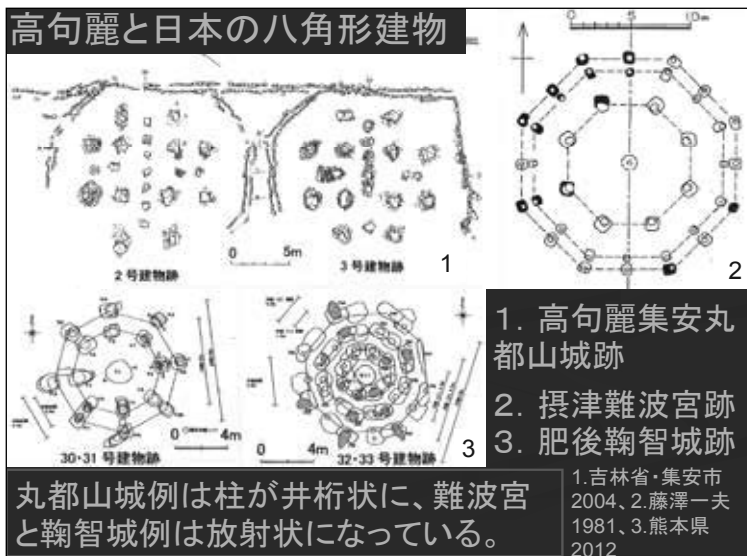 高句麗と日本の八角形建物
0 5m
2号建物跡
3号建物跡
1
0 5 10m
2
0 4m
30・31号建物跡
0 4m
32・33号建物跡
3
1. 高句麗集安丸
都山城跡
2. 摂津難波宮跡
3. 肥後鞠智城跡
丸都山城例は柱が井桁状に、難波宮
と鞠智城例は放射状になっている。
1.吉林省・集安市
2004、2.藤澤一夫
1981、3.熊本県
2012